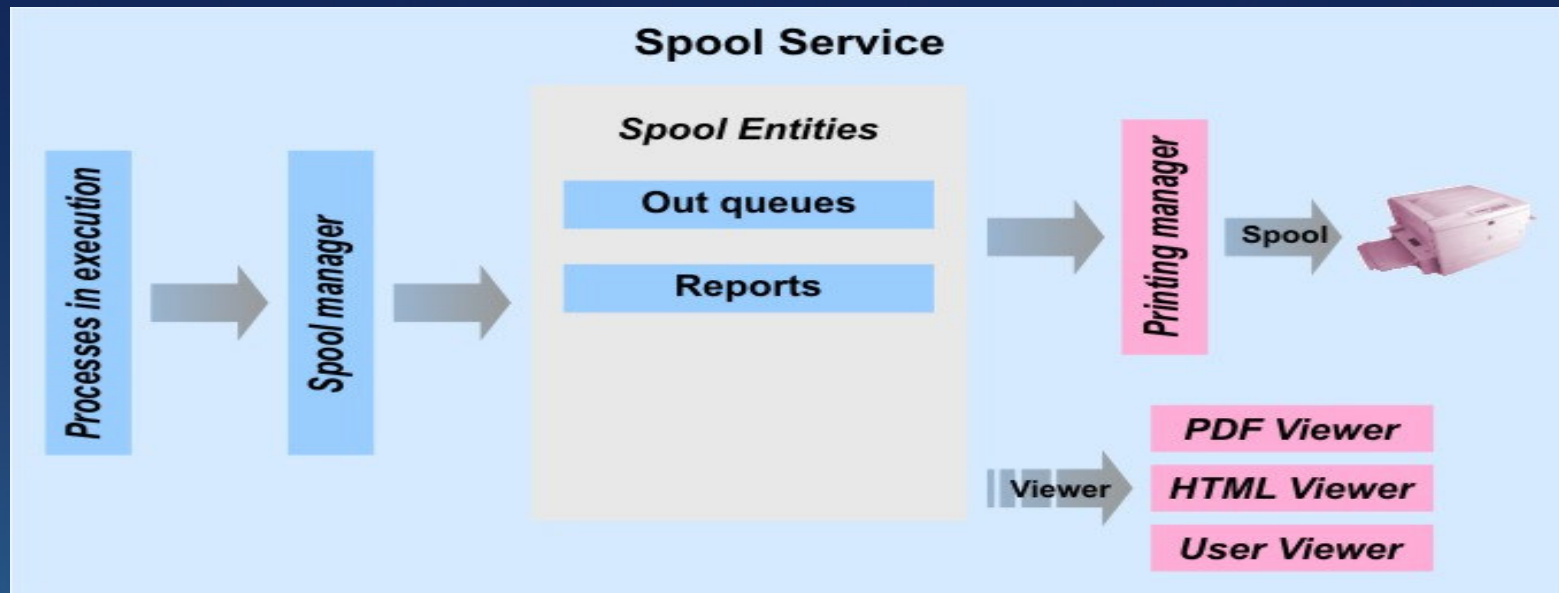 Spool Service
Processes in execution
Spool manager
Spool Entities
Out queues
Reports
Printing manager
Spool
Viewer
PDF Viewer
HTML Viewer
User Viewer